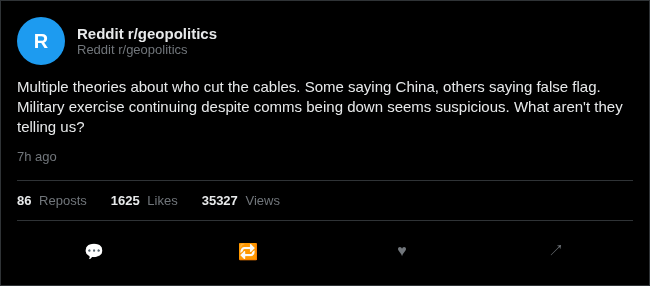 R
Reddit r/geopolitics
Reddit r/geopolitics
Multiple theories about who cut the cables. Some saying China, others saying false flag.
Military exercise continuing despite comms being down seems suspicious. What aren't they
telling us?
7h ago
86 Reposts 1625 Likes 35327 Views